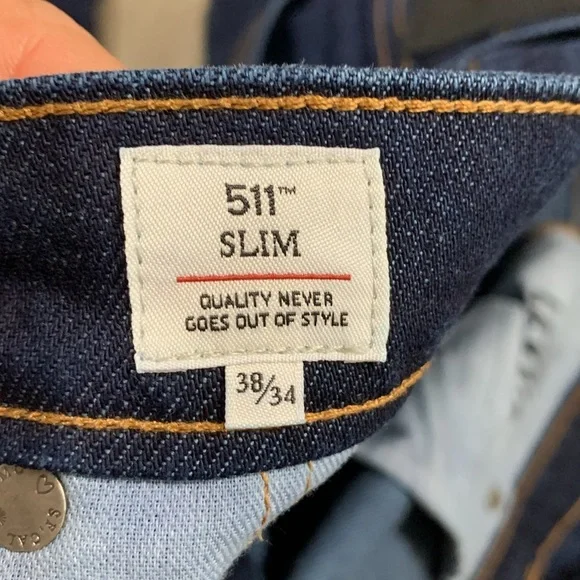 511™
SLIM
QUALITY NEVER
GOES OUT OF STYLE
38/34